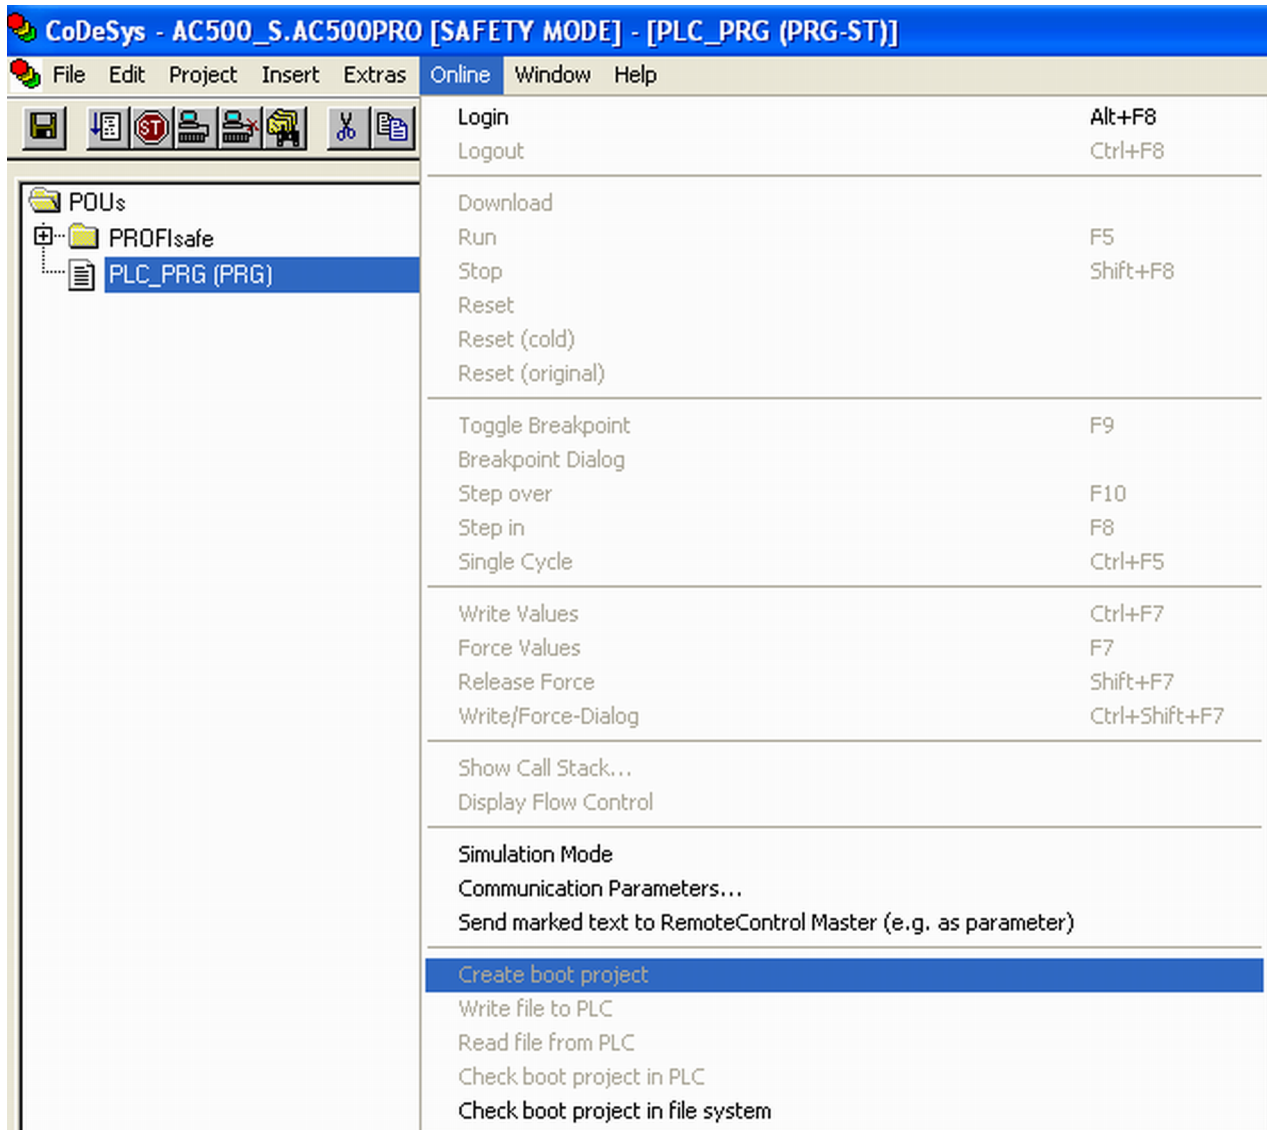 CoDeSys - AC500_S.AC500PRO [SAFETY MODE] - [PLC_PRG (PRG-ST)]
File Edit Project Insert Extras Online Window Help
ST
POUs
PROFIsafe
PLC_PRG (PRG)
Login Alt+F8
Logout Ctrl+F8
Download
Run F5
Stop Shift+F8
Reset
Reset (cold)
Reset (original)
Toggle Breakpoint F9
Breakpoint Dialog
Step over F10
Step in F8
Single Cycle Ctrl+F5
Write Values Ctrl+F7
Force Values F7
Release Force Shift+F7
Write/Force-Dialog Ctrl+Shift+F7
Show Call Stack...
Display Flow Control
Simulation Mode
Communication Parameters...
Send marked text to RemoteControl Master (e.g. as parameter)
Create boot project
Write file to PLC
Read file from PLC
Check boot project in PLC
Check boot project in file system